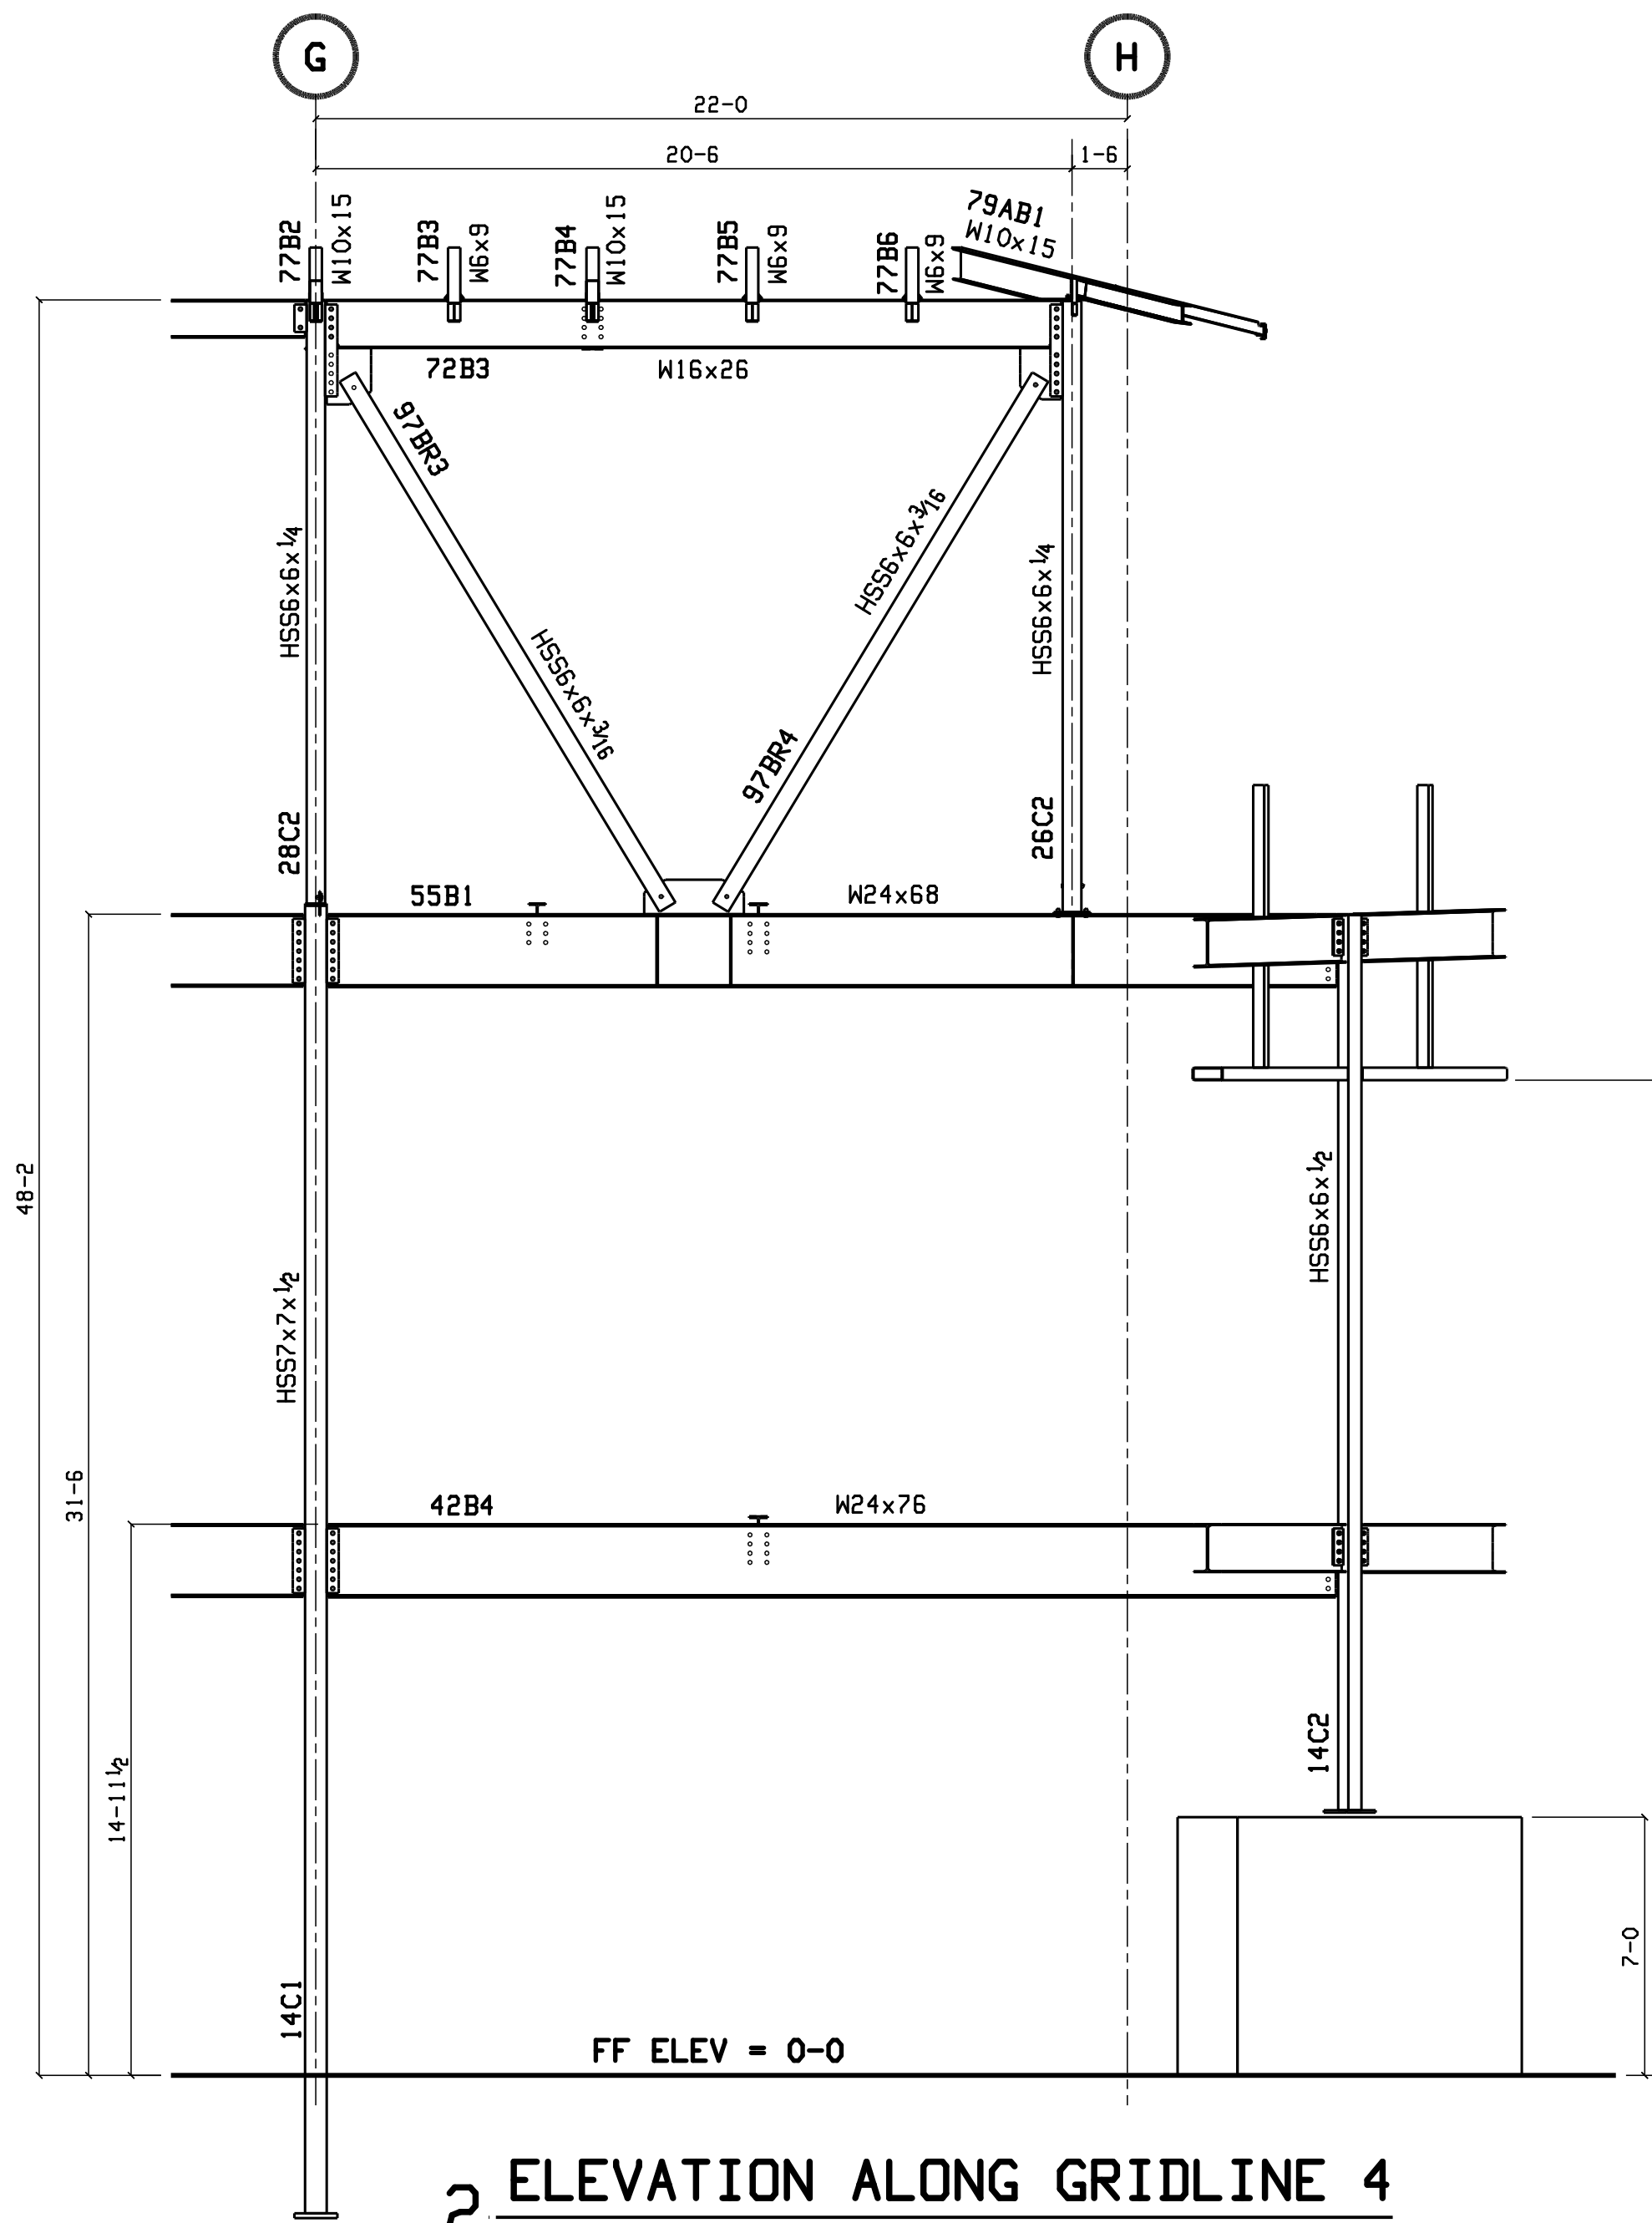 G
H
22-0
20-6
1-6
77B2
W10x15
77B3
W6x9
77B4
W10x15
77B5
W6x9
77B6
W6x9
79AB1
W10x15
72B3
W16x26
97BR3
HSS6x6x1/4
HSS6x6x3/16
HSS6x6x3/16
HSS6x6x1/4
97BR4
28C2
26C2
55B1
W24x68
48-2
HSS6x6x1/2
HSS7x7x1/2
31-6
42B4
W24x76
14-11 1/2
14C2
7-0
14C1
FF ELEV = 0-0
2
ELEVATION ALONG GRIDLINE 4